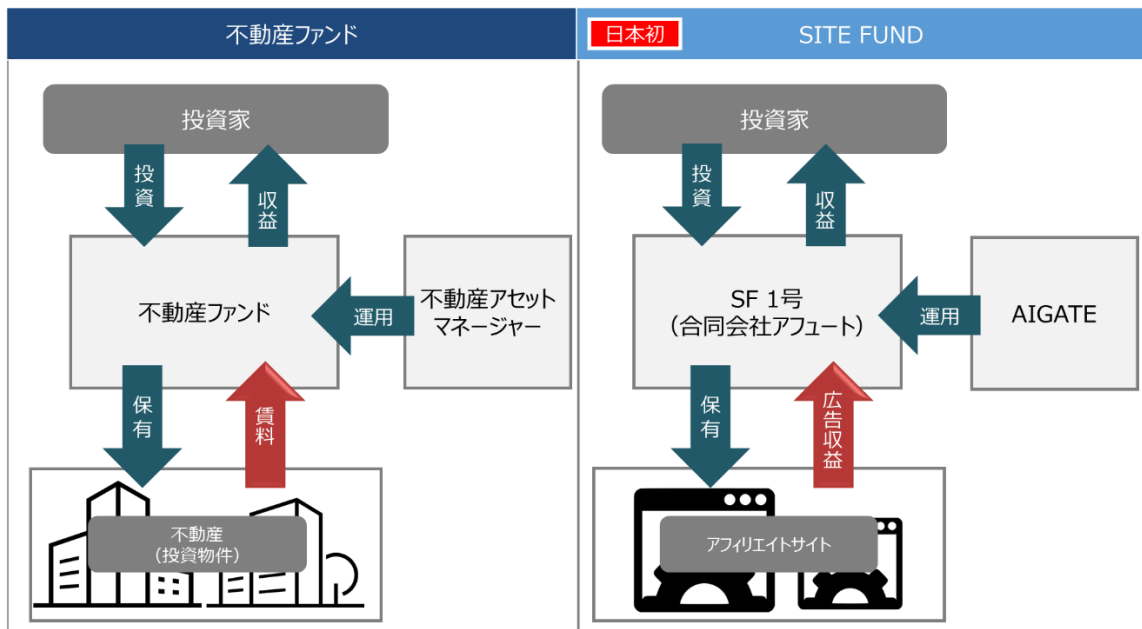 不動産ファンド
投資家
投資
収益
不動産ファンド
運用
不動産アセット
マネージャー
保有
賃料
不動産
(投資物件)
日本初
SITE FUND
投資家
投資
収益
SF 1号
(合同会社アフュート)
運用
AIGATE
保有
広告収益
アフィリエイトサイト